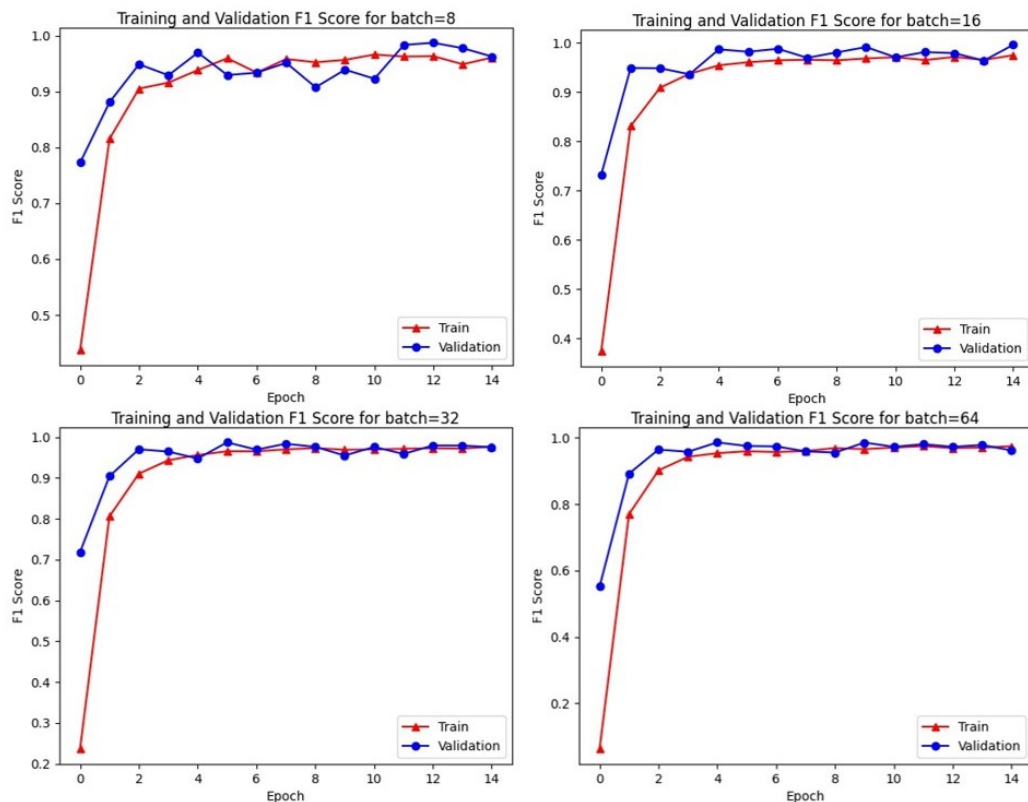 Training and Validation F1 Score for batch=8
1.0
0.9
0.8
0.7
0.6
0.5
F1 Score
Train
Validation
0 2 4 6 8 10 12 14
Epoch
Training and Validation F1 Score for batch=16
1.0
0.9
0.8
0.7
0.6
0.5
0.4
F1 Score
Train
Validation
0 2 4 6 8 10 12 14
Epoch
Training and Validation F1 Score for batch=32
1.0
0.9
0.8
0.7
0.6
0.5
0.4
0.3
0.2
F1 Score
Train
Validation
0 2 4 6 8 10 12 14
Epoch
Training and Validation F1 Score for batch=64
1.0
0.8
0.6
0.4
0.2
F1 Score
Train
Validation
0 2 4 6 8 10 12 14
Epoch